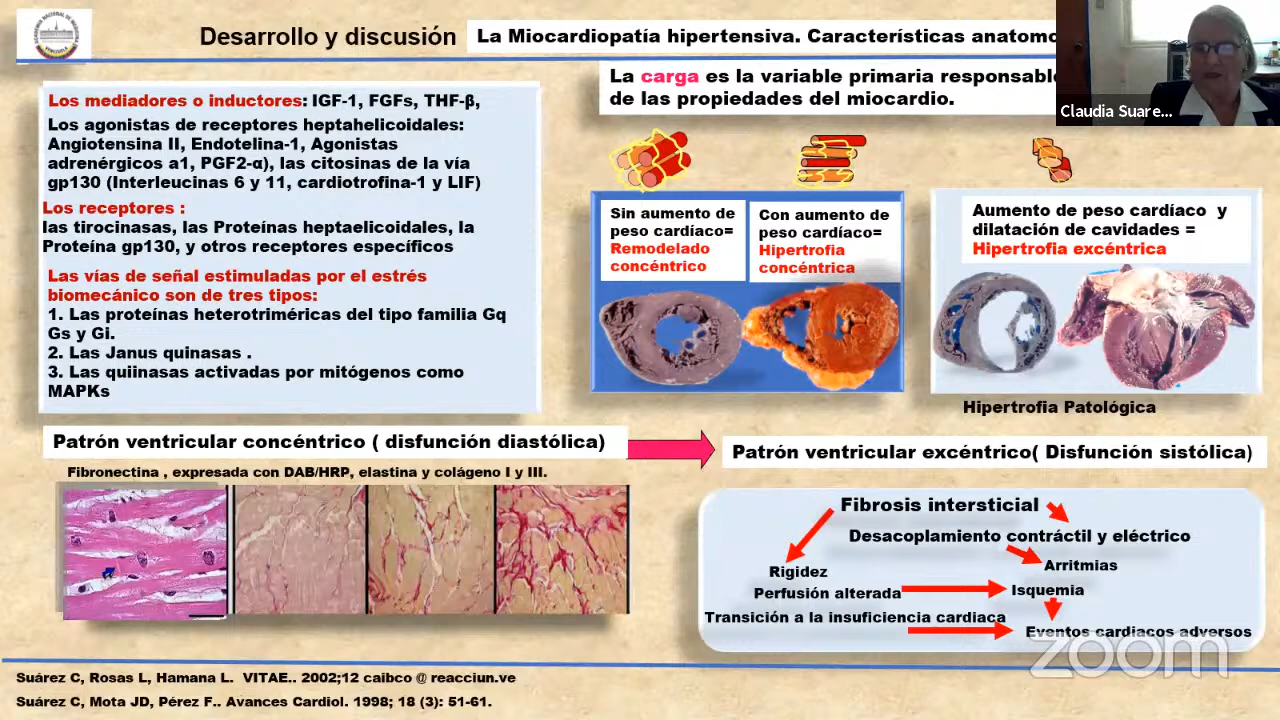 ACADEMIA NACIONAL DE MEDICINA
VENEZUELA
Desarrollo y discusión
La Miocardiopatía hipertensiva. Características anatomo
Claudia Suare...
Los mediadores o inductores: IGF-1, FGFs, THF-β,
Los agonistas de receptores heptahelicoidales:
Angiotensina II, Endotelina-1, Agonistas
adrenérgicos a1, PGF2-α), las citosinas de la vía
gp130 (Interleucinas 6 y 11, cardiotrofina-1 y LIF)
Los receptores :
las tirocinasas, las Proteínas heptaelicoidales, la
Proteína gp130, y otros receptores específicos
Las vías de señal estimuladas por el estrés
biomecánico son de tres tipos:
1. Las proteínas heterotriméricas del tipo familia Gq
Gs y Gi.
2. Las Janus quinasas .
3. Las quiinasas activadas por mitógenos como
MAPKs
La carga es la variable primaria responsable
de las propiedades del miocardio.
Sin aumento de
peso cardíaco=
Remodelado
concéntrico
Con aumento de
peso cardíaco=
Hipertrofia
concéntrica
Aumento de peso cardíaco y
dilatación de cavidades =
Hipertrofia excéntrica
Hipertrofia Patológica
Patrón ventricular concéntrico ( disfunción diastólica)
Patrón ventricular excéntrico( Disfunción sistólica)
Fibronectina , expresada con DAB/HRP, elastina y colágeno I y III.
Fibrosis intersticial
Desacoplamiento contráctil y eléctrico
Arritmias
Rigidez
Perfusión alterada
Isquemia
Transición a la insuficiencia cardiaca
Eventos cardiacos adversos
zoom
Suárez C, Rosas L, Hamana L. VITAE.. 2002;12 caibco @ reacciun.ve
Suárez C, Mota JD, Pérez F.. Avances Cardiol. 1998; 18 (3): 51-61.